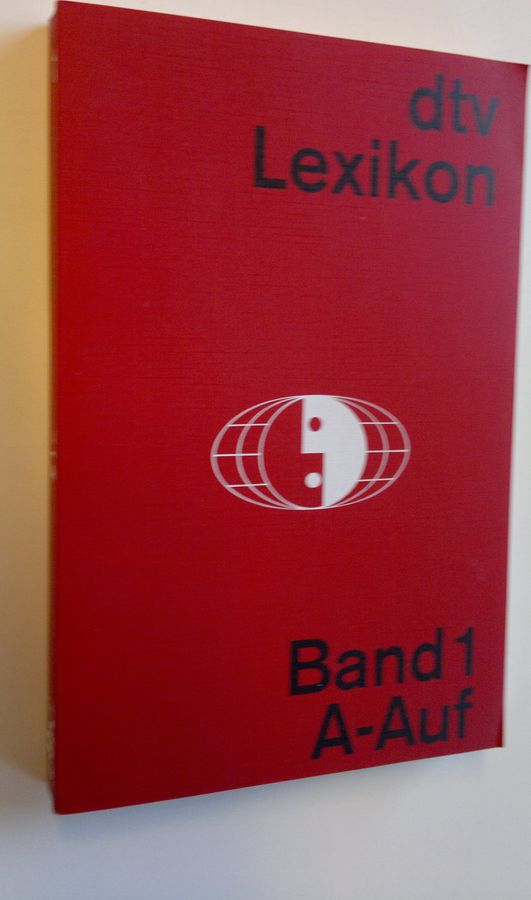 dtv
Lexikon
Band 1
A-Auf